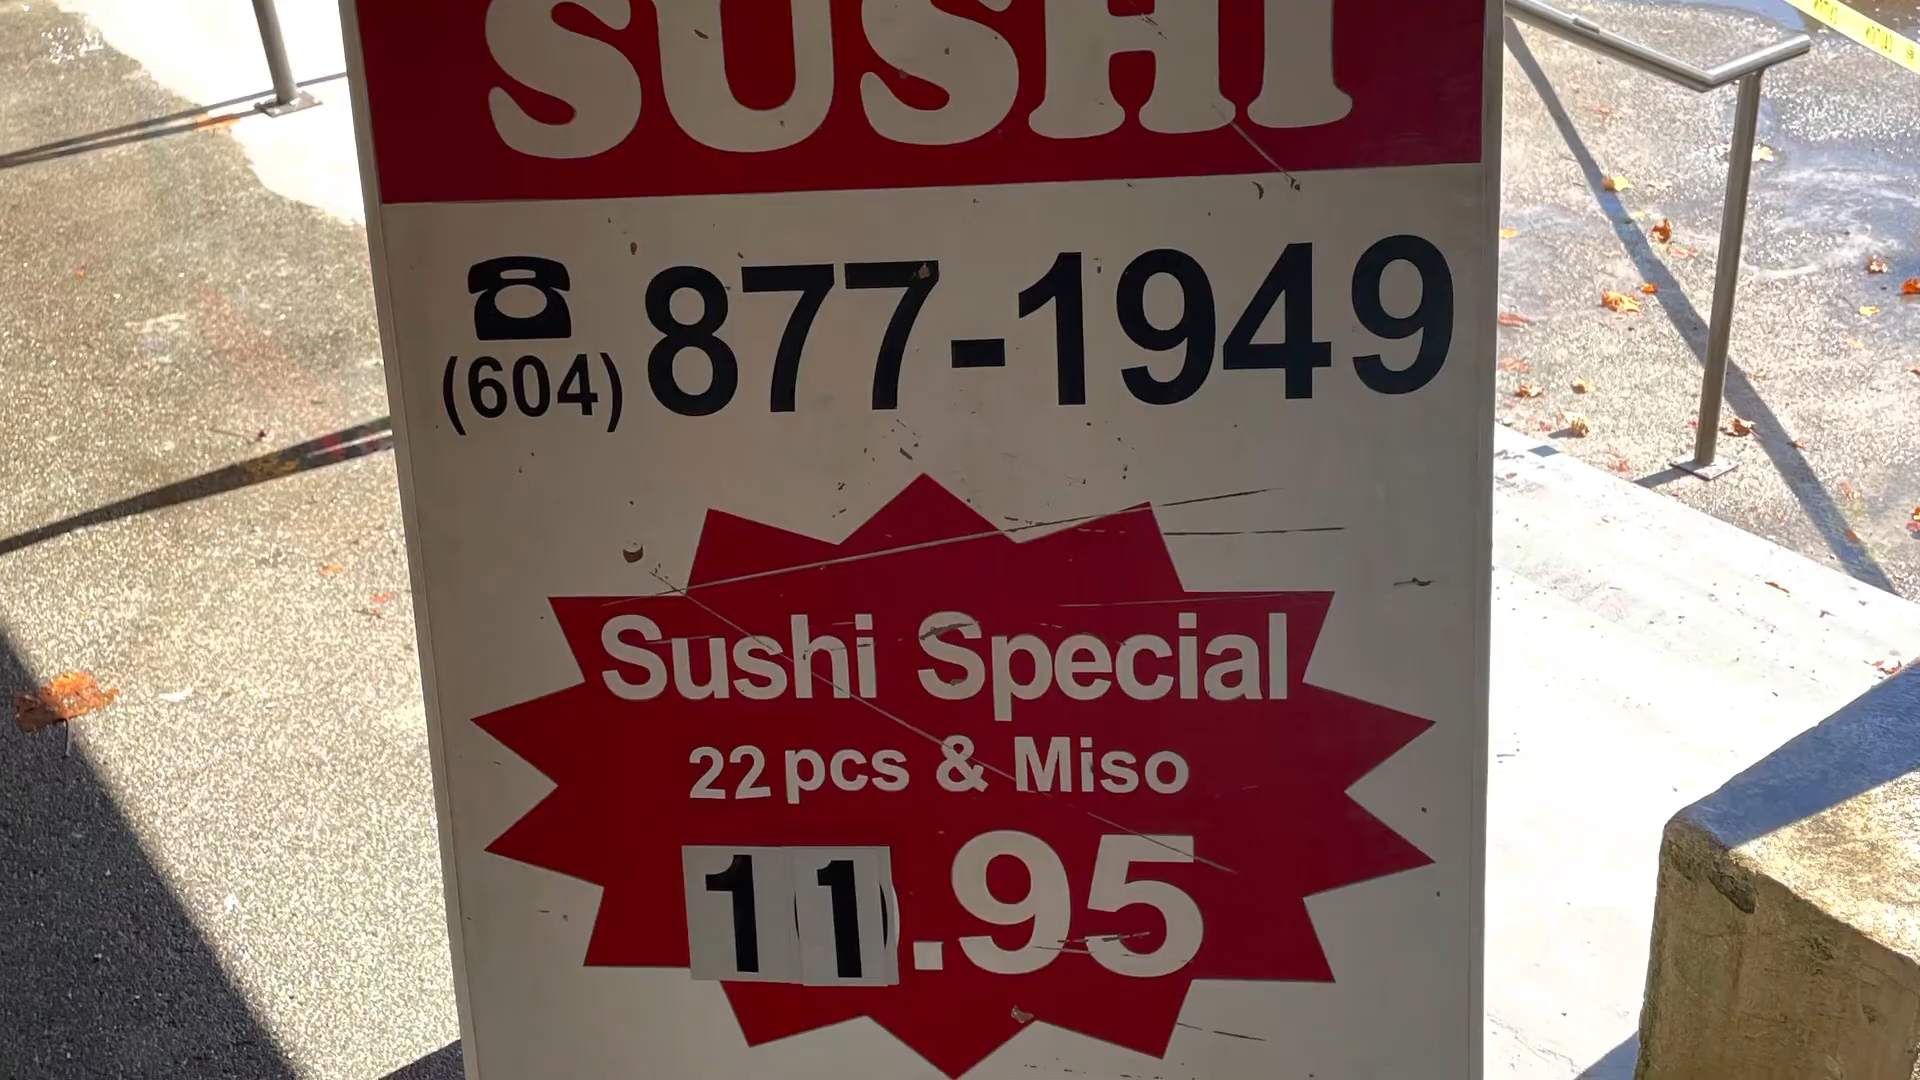 SUSHI
(604) 877-1949
Sushi Special
22 pcs & Miso
11.95